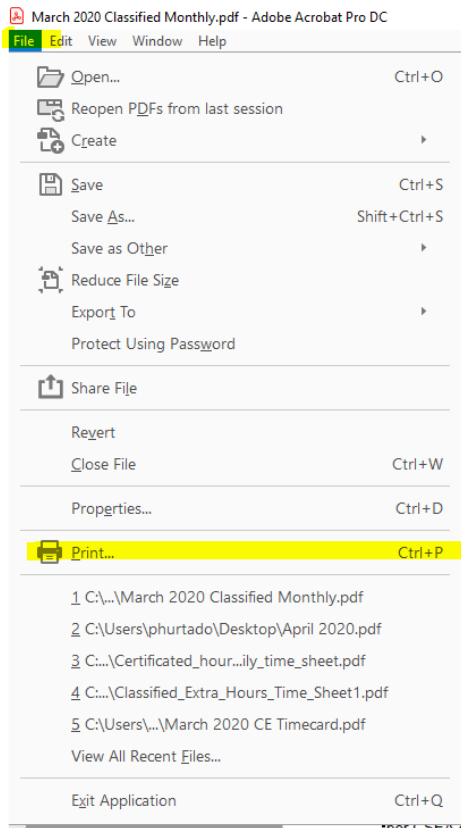 March 2020 Classified Monthly.pdf - Adobe Acrobat Pro DC
File Edit View Window Help
Open... Ctrl+O
Reopen PDFs from last session
Create
Save Ctrl+S
Save As... Shift+Ctrl+S
Save as Other
Reduce File Size
Export To
Protect Using Password
Share File
Revert
Close File Ctrl+W
Properties... Ctrl+D
Print... Ctrl+P
1 C:\...\March 2020 Classified Monthly.pdf
2 C:\Users\phurtado\Desktop\April 2020.pdf
3 C:...\Certificated_hour...ily_time_sheet.pdf
4 C:...\Classified_Extra_Hours_Time_Sheet1.pdf
5 C:\Users\...\March 2020 CE Timecard.pdf
View All Recent Files...
Exit Application Ctrl+Q